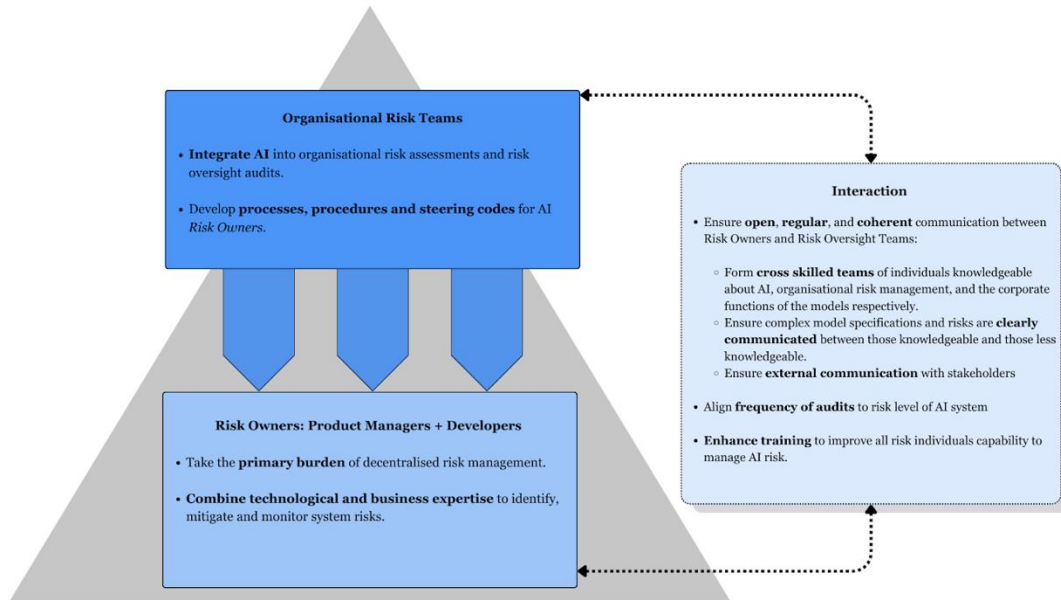 Organisational Risk Teams
• Integrate AI into organisational risk assessments and risk
oversight audits.
• Develop processes, procedures and steering codes for AI
Risk Owners.
Risk Owners: Product Managers + Developers
• Take the primary burden of decentralised risk management.
• Combine technological and business expertise to identify,
mitigate and monitor system risks.
Interaction
• Ensure open, regular, and coherent communication between
Risk Owners and Risk Oversight Teams:
○ Form cross skilled teams of individuals knowledgeable
about AI, organisational risk management, and the corporate
functions of the models respectively.
○ Ensure complex model specifications and risks are clearly
communicated between those knowledgeable and those less
knowledgeable.
○ Ensure external communication with stakeholders
• Align frequency of audits to risk level of AI system
• Enhance training to improve all risk individuals capability to
manage AI risk.